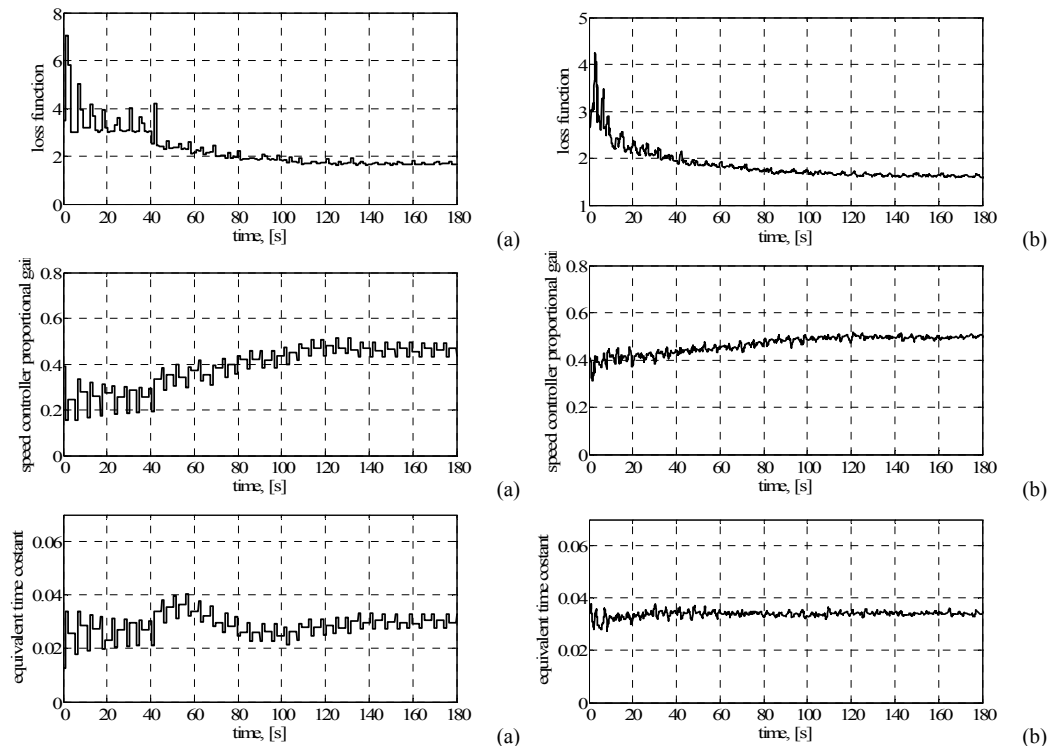 8
6
4
2
0
loss function
0 20 40 60 80 100 120 140 160 180
time, [s]
(a)
5
4
3
2
1
loss function
0 20 40 60 80 100 120 140 160 180
time, [s]
(b)
0.8
0.6
0.4
0.2
0
speed controller proportional gai
0 20 40 60 80 100 120 140 160 180
time, [s]
(a)
0.8
0.6
0.4
0.2
0
speed controller proportional gai
0 20 40 60 80 100 120 140 160 180
time, [s]
(b)
0.06
0.04
0.02
0
equivalent time costant
0 20 40 60 80 100 120 140 160 180
time, [s]
(a)
0.06
0.04
0.02
0
equivalent time costant
0 20 40 60 80 100 120 140 160 180
time, [s]
(b)